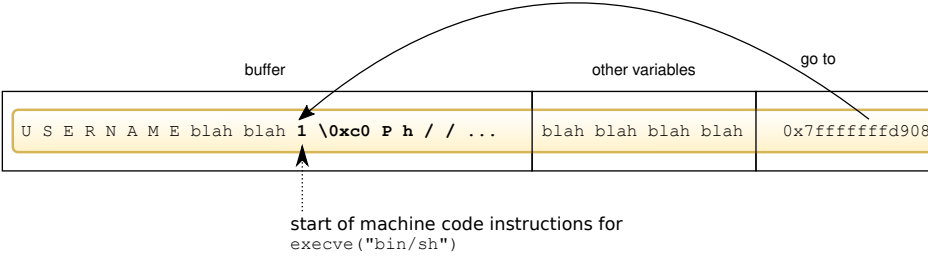 buffer
other variables
go to
U S E R N A M E blah blah 1 \0xc0 P h / / ...
blah blah blah blah
0x7fffffffd908
start of machine code instructions for
execve("bin/sh")